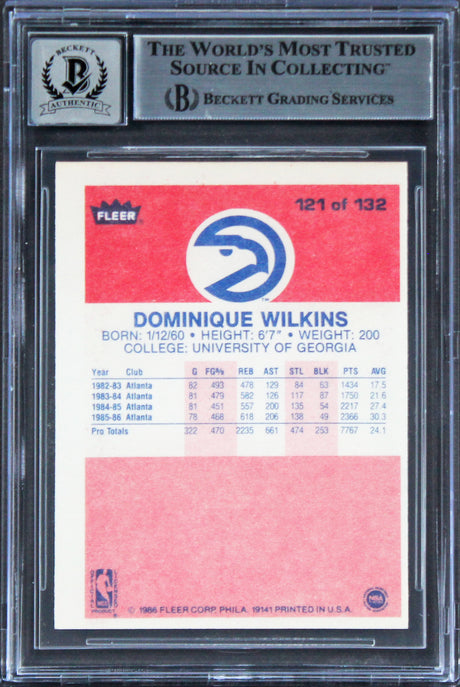 BECKETT
AUTHENTIC
THE WORLD'S MOST TRUSTED
SOURCE IN COLLECTING™
B BECKETT GRADING SERVICES
FLEER
121 of 132
TM
DOMINIQUE WILKINS
BORN: 1/12/60 • HEIGHT: 6'7" • WEIGHT: 200
COLLEGE: UNIVERSITY OF GEORGIA
Year Club G FG% REB AST STL BLK PTS AVG
1982-83 Atlanta 82 .493 478 129 84 63 1434 17.5
1983-84 Atlanta 81 .479 582 126 117 87 1750 21.6
1984-85 Atlanta 81 .451 557 200 135 54 2217 27.4
1985-86 Atlanta 78 .468 618 206 138 49 2366 30.3
Pro Totals 322 .470 2235 661 474 253 7767 24.1
OFFICIAL LICENSED
PRODUCT
NBA
© 1986 FLEER CORP. PHILA. 19141 PRINTED IN U.S.A.